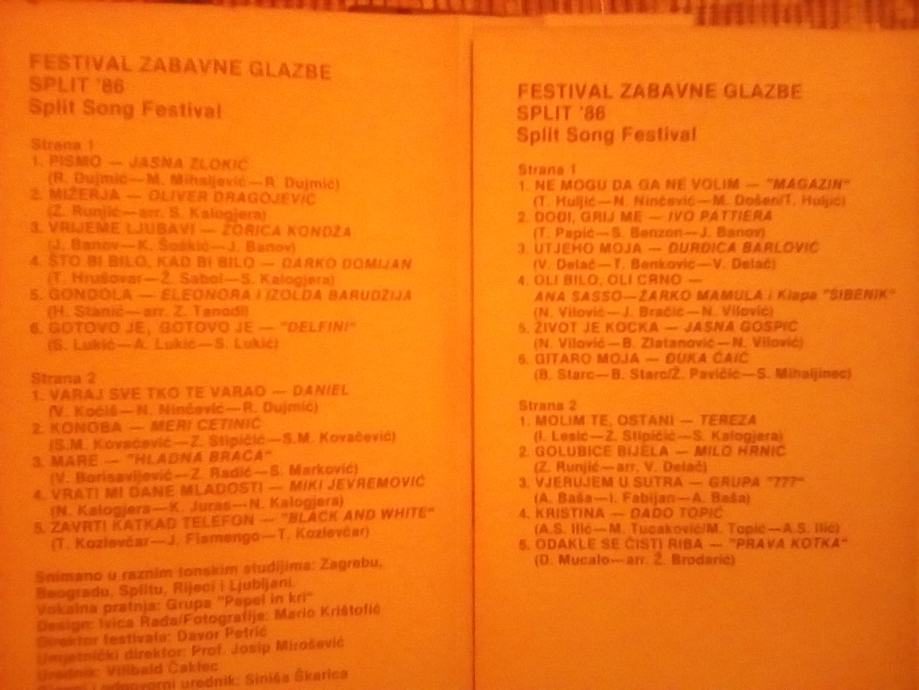 FESTIVAL ZABAVNE GLAZBE
SPLIT '86
Split Song Festival
Strana 1
1. PISMO — JASNA ZLOKIĆ
(R. Dujmić—M. Mihaljević—R. Dujmić)
2. MIŽERJA — OLIVER DRAGOJEVIĆ
(Z. Runjić—arr. S. Kalogjera)
3. VRIJEME LJUBAVI — ZORICA KONDŽA
(J. Banov—K. Šoškić—J. Banov)
4. ŠTO BI BILO, KAD BI BILO — DARKO DOMIJAN
(T. Hrušovar—Ž. Sabol—S. Kalogjera)
5. GONDOLA — ELEONORA I IZOLDA BARUDŽIJA
(H. Stanić—arr. Z. Tanodi)
6. GOTOVO JE, GOTOVO JE — "DELFINI"
(S. Lukić—A. Lukić—S. Lukić)
Strana 2
1. VARAJ SVE TKO TE VARAO — DANIEL
(V. Kočiš—N. Ninčević—R. Dujmić)
2. KONOBA — MERI CETINIĆ
(S.M. Kovačević—Z. Slipičić—S.M. Kovačević)
3. MARE — "HLADNA BRAĆA"
(V. Borisavljević—Z. Radić—S. Marković)
4. VRATI MI DANE MLADOSTI — MIKI JEVREMOVIĆ
(N. Kalogjera—K. Juras—N. Kalogjera)
5. ZAVRTI KATKAD TELEFON — "BLACK AND WHITE"
(T. Kozlevčar—J. Fiamengo—T. Kozlevčar)
Snimano u raznim tonskim studijima: Zagrebu,
Beogradu, Splitu, Rijeci i Ljubljani.
Vokalna pratnja: Grupa "Pepel in kri"
Design: Ivica Rađa/Fotografije: Mario Krištofić
Direktor festivala: Davor Petrić
Umjetnički direktor: Prof. Josip Mirošević
Urednik: Vilibald Čaklec
i odgovorni urednik: Siniša Škarica
FESTIVAL ZABAVNE GLAZBE
SPLIT '86
Split Song Festival
Strana 1
1. NE MOGU DA GA NE VOLIM — "MAGAZIN"
(T. Huljić—N. Ninčević—M. Došen/T. Huljić)
2. DOĐI, GRIJ ME — IVO PATTIERA
(T. Papić—S. Benzon—J. Banov)
3. UTJEHO MOJA — ĐURĐICA BARLOVIĆ
(V. Delač—T. Benković—V. Delač)
4. OLI BILO, OLI CRNO —
ANA SASSO—ŽARKO MAMULA i Klapa "ŠIBENIK"
(N. Vilović—J. Bračić—N. Vilović)
5. ŽIVOT JE KOCKA — JASNA GOSPIĆ
(N. Vilović—B. Zlatanović—N. Vilović)
6. GITARO MOJA — ĐUKA ČAIĆ
(B. Starc—B. Starc/Ž. Pavičić—S. Mihaljinec)
Strana 2
1. MOLIM TE, OSTANI — TEREZA
(I. Lesić—Z. Slipičić—S. Kalogjera)
2. GOLUBICE BIJELA — MILO HRNIĆ
(Z. Runjić—arr. V. Delač)
3. VJERUJEM U SUTRA — GRUPA "777"
(A. Baša—I. Fabijan—A. Baša)
4. KRISTINA — DADO TOPIĆ
(A.S. Ilić—M. Tucaković/M. Topić—A.S. Ilić)
5. ODAKLE SE ČISTI RIBA — "PRAVA KOTKA"
(D. Mucalo—arr. Ž. Brodarić)